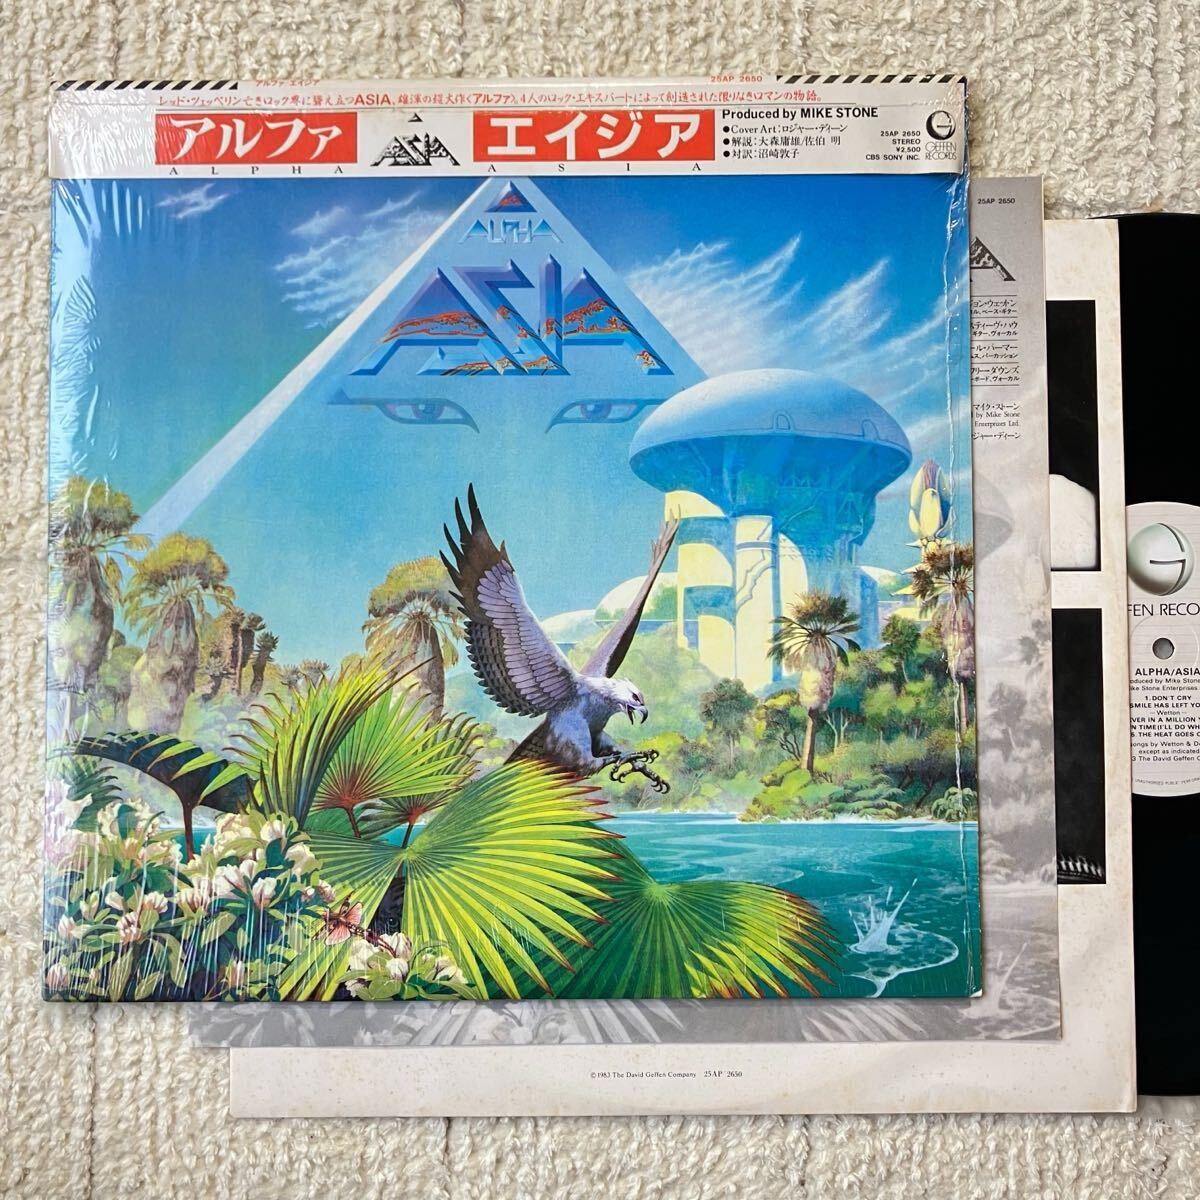 アルファ/エイジア
25AP 2650
レッド・ツェッペリン亡きロック界に聳え立つASIA、雄渾の超大作《アルファ》。4人のロック・エキスパートによって創造された限りなきロマンの物語。
アルファ
ALPHA
ASIA
エイジア
ASIA
Produced by MIKE STONE
●Cover Art:ロジャー・ディーン
●解説:大森庸雄/佐伯 明
●対訳:沼崎敦子
25AP 2650
STEREO
¥2,500
CBS/SONY INC.
GEFFEN
RECORDS
ALPHA
ASIA
25AP 2650
ョン・ウェットン
ル、ベース・ギター
スティーヴ・ハウ
ギター、ヴォーカル
ール・パーマー
ムス、パーカッション
フリー・ダウンズ
ーボード、ヴォーカル
マイク・ストーン
d by Mike Stone
Enterprises Ltd.
ジャー・ディーン
FEN RECO
ALPHA/ASIA
oduced by Mike Stone
ike Stone Enterprises
1. DON'T CRY
SMILE HAS LEFT YO
—Wetton—
VER IN A MILLION
N TIME (I'LL DO WH
5. THE HEAT GOES O
songs by Wetton & D
except as indicated
3 The David Geffen C
©1983 The David Geffen Company 25AP 2650